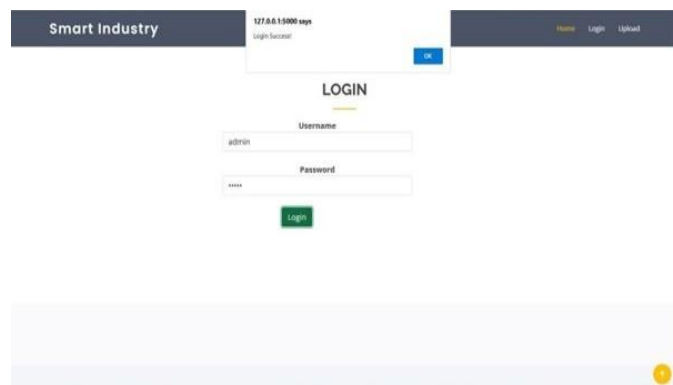 Smart Industry
127.0.0.1:5000 says
Login Success!
OK
Home Login Upload
LOGIN
Username
admin
Password
•••••
Login